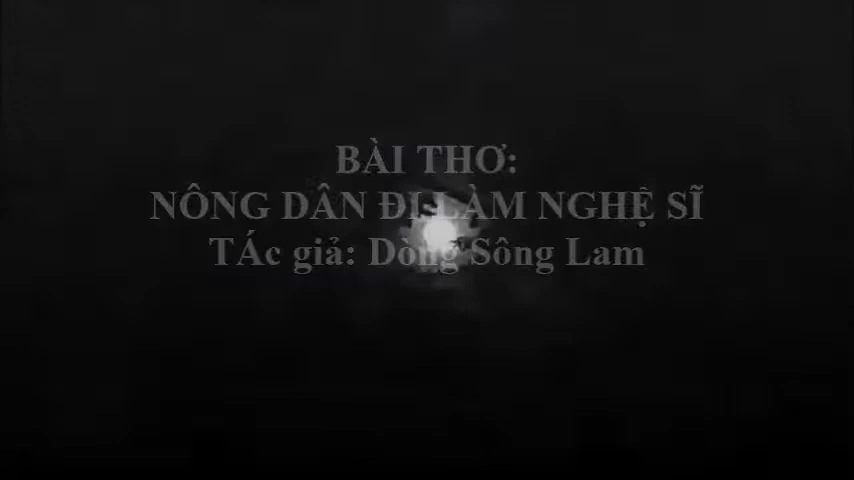 BÀI THƠ:
NÔNG DÂN ĐI LÀM NGHỆ SĨ
TÁc giả: Dòng Sông Lam